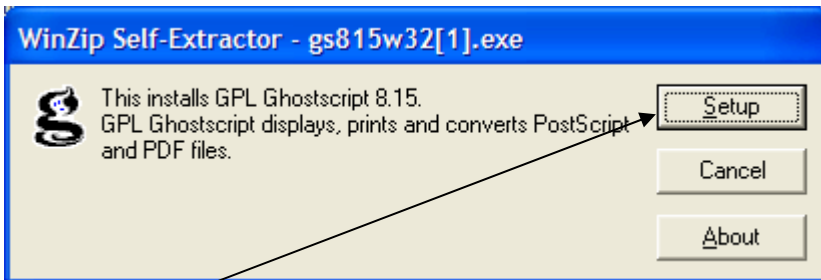 WinZip Self-Extractor - gs815w32[1].exe
This installs GPL Ghostscript 8.15.
GPL Ghostscript displays, prints and converts PostScript
and PDF files.
Setup
Cancel
About